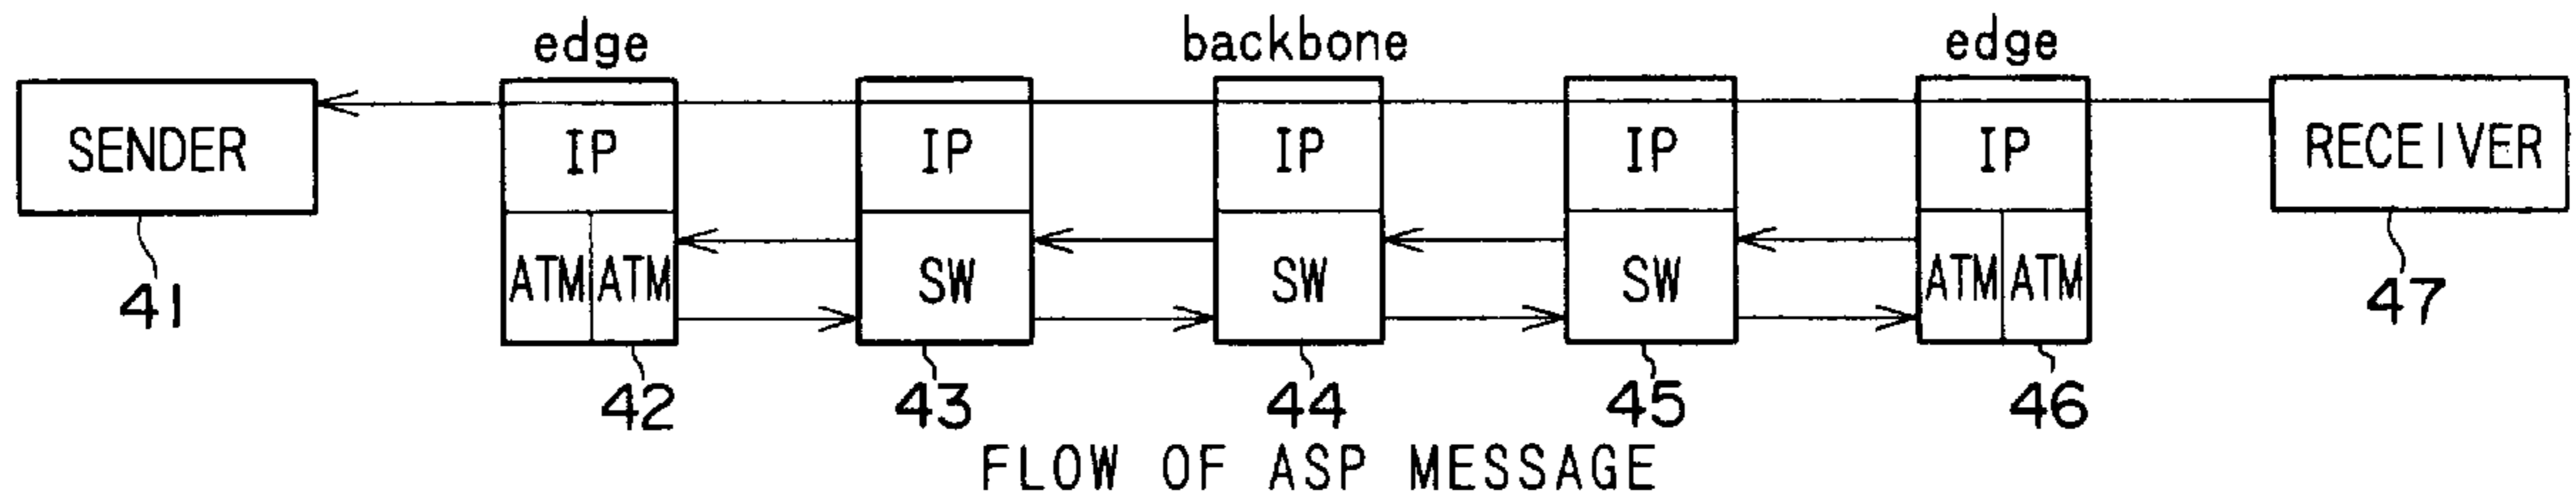 edge backbone edge
SENDER IP IP IP IP IP RECEIVER
ATM ATM SW SW SW ATM ATM
41 42 43 44 45 46 47
FLOW OF ASP MESSAGE